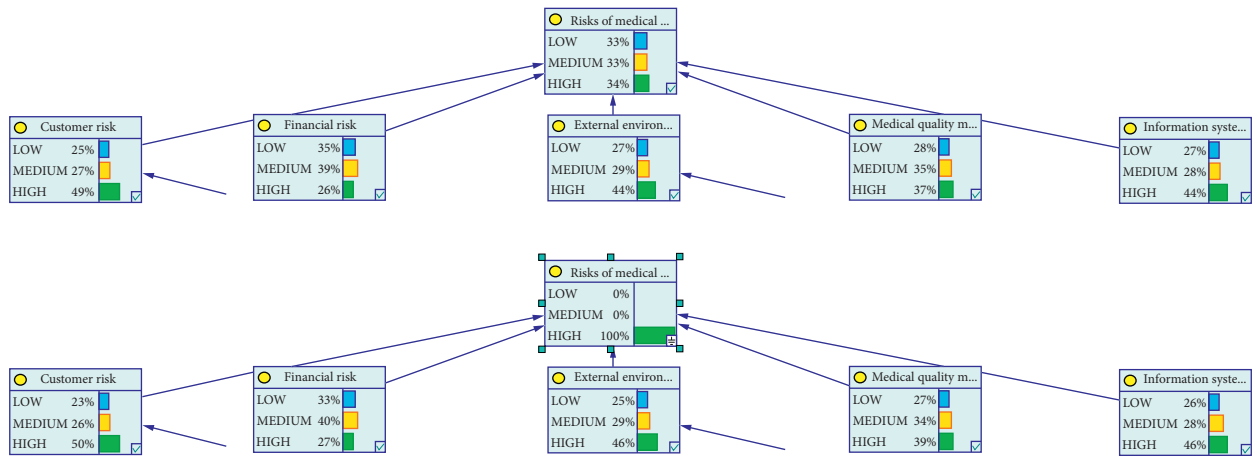 Risks of medical ...
LOW 33%
MEDIUM 33%
HIGH 34%
Customer risk
LOW 25%
MEDIUM 27%
HIGH 49%
Financial risk
LOW 35%
MEDIUM 39%
HIGH 26%
External environ...
LOW 27%
MEDIUM 29%
HIGH 44%
Medical quality m...
LOW 28%
MEDIUM 35%
HIGH 37%
Information syste...
LOW 27%
MEDIUM 28%
HIGH 44%
Risks of medical ...
LOW 0%
MEDIUM 0%
HIGH 100%
Customer risk
LOW 23%
MEDIUM 26%
HIGH 50%
Financial risk
LOW 33%
MEDIUM 40%
HIGH 27%
External environ...
LOW 25%
MEDIUM 29%
HIGH 46%
Medical quality m...
LOW 27%
MEDIUM 34%
HIGH 39%
Information syste...
LOW 26%
MEDIUM 28%
HIGH 46%